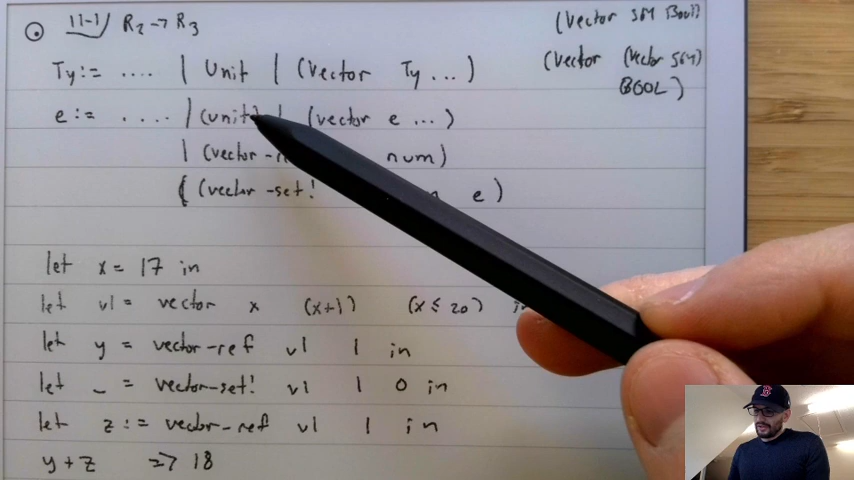 11-1/ R2 → R3
(Vector S64 Bool)
Ty := .... | Unit | (Vector Ty ...)
(Vector (Vector S64)
BOOL)
e := .... | (unit) | (vector e ...)
| (vector-r num)
| (vector-set! e)
let x = 17 in
let v1 = vector x (x+1) (x ≤ 20)
let y = vector-ref v1 1 in
let _ = vector-set! v1 1 0 in
let z := vector-ref v1 1 in
y + z => 18